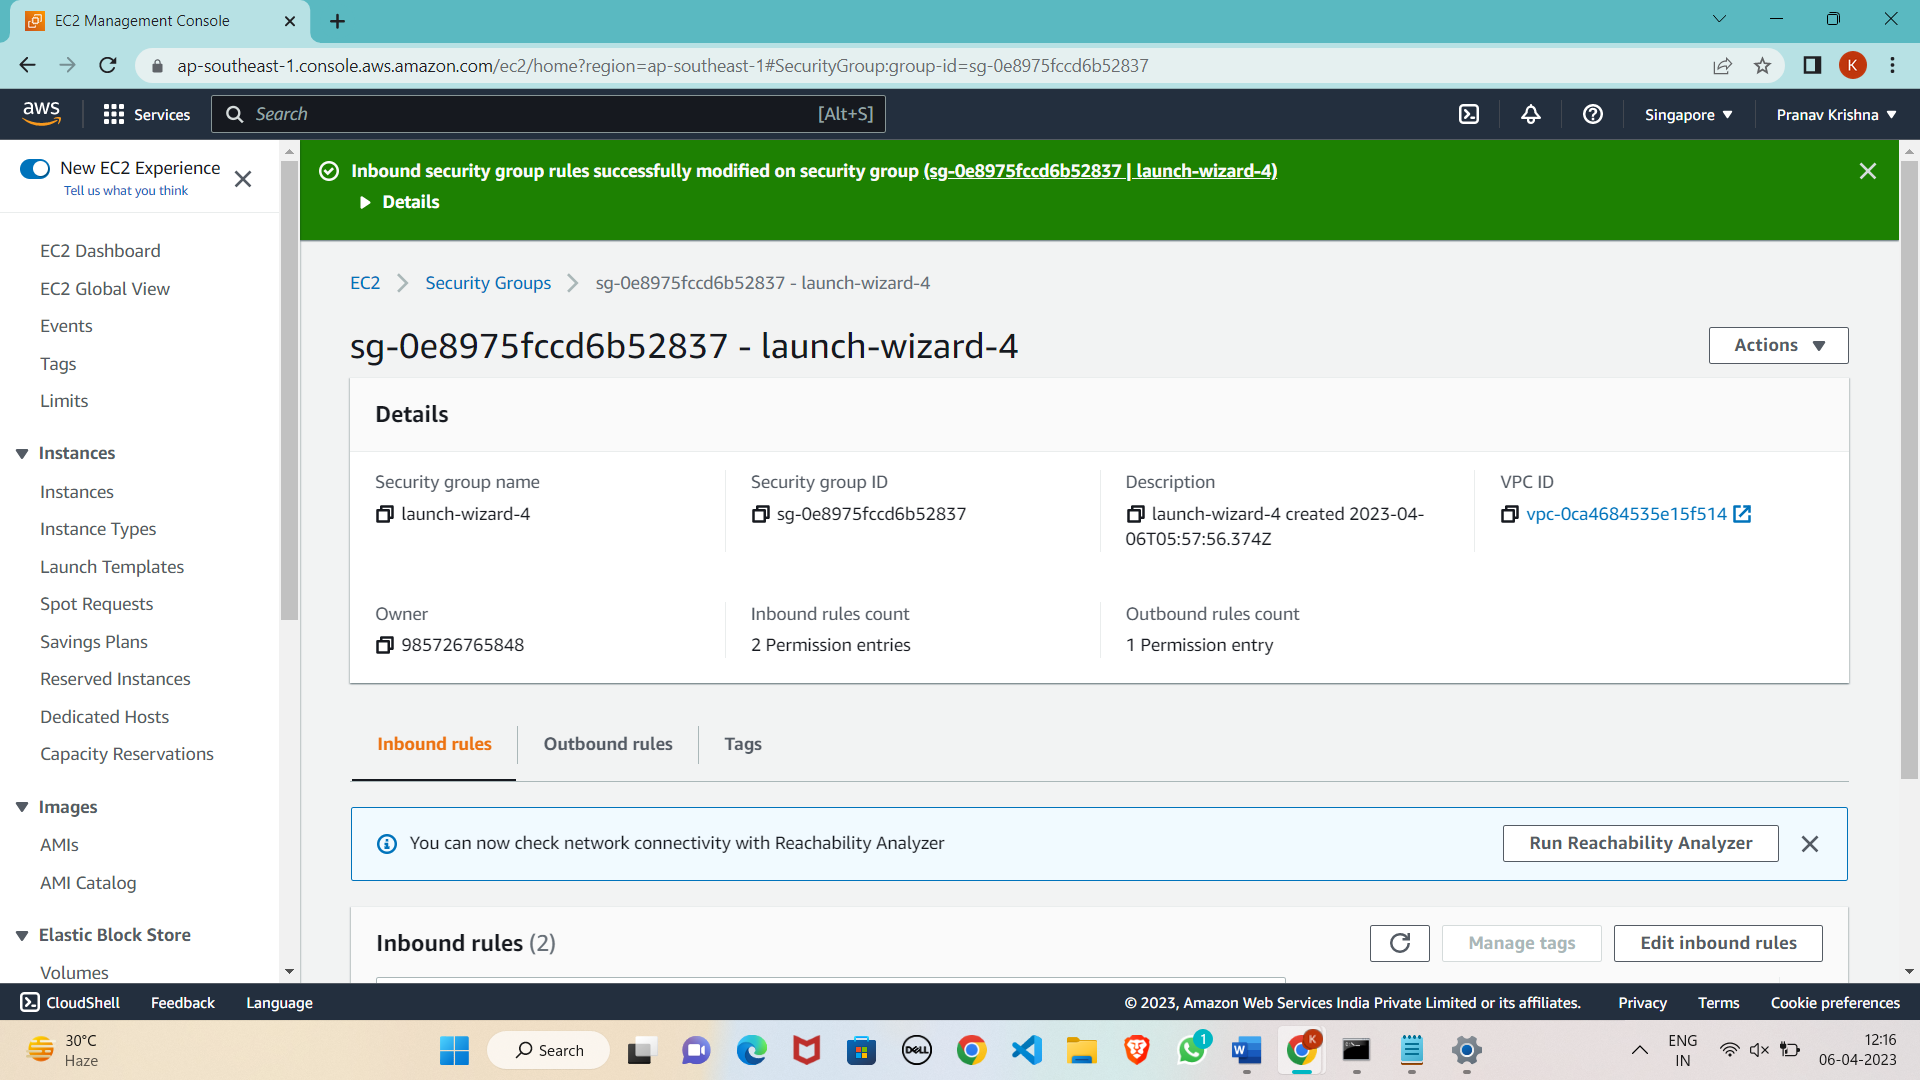 EC2 Management Console
ap-southeast-1.console.aws.amazon.com/ec2/home?region=ap-southeast-1#SecurityGroup:group-id=sg-0e8975fccd6b52837
K
aws
Services
Search
[Alt+S]
Singapore
Pranav Krishna
New EC2 Experience
Tell us what you think
EC2 Dashboard
EC2 Global View
Events
Tags
Limits
Instances
Instances
Instance Types
Launch Templates
Spot Requests
Savings Plans
Reserved Instances
Dedicated Hosts
Capacity Reservations
Images
AMIs
AMI Catalog
Elastic Block Store
Volumes
Inbound security group rules successfully modified on security group (sg-0e8975fccd6b52837 | launch-wizard-4)
Details
EC2
Security Groups
sg-0e8975fccd6b52837 - launch-wizard-4
sg-0e8975fccd6b52837 - launch-wizard-4
Actions
Details
Security group name
launch-wizard-4
Security group ID
sg-0e8975fccd6b52837
Description
launch-wizard-4 created 2023-04-
06T05:57:56.374Z
VPC ID
vpc-0ca4684535e15f514
Owner
985726765848
Inbound rules count
2 Permission entries
Outbound rules count
1 Permission entry
Inbound rules
Outbound rules
Tags
You can now check network connectivity with Reachability Analyzer
Run Reachability Analyzer
Inbound rules (2)
Manage tags
Edit inbound rules
CloudShell
Feedback
Language
© 2023, Amazon Web Services India Private Limited or its affiliates.
Privacy
Terms
Cookie preferences
30°C
Haze
Search
DELL
1
W
K
ENG
IN
12:16
06-04-2023